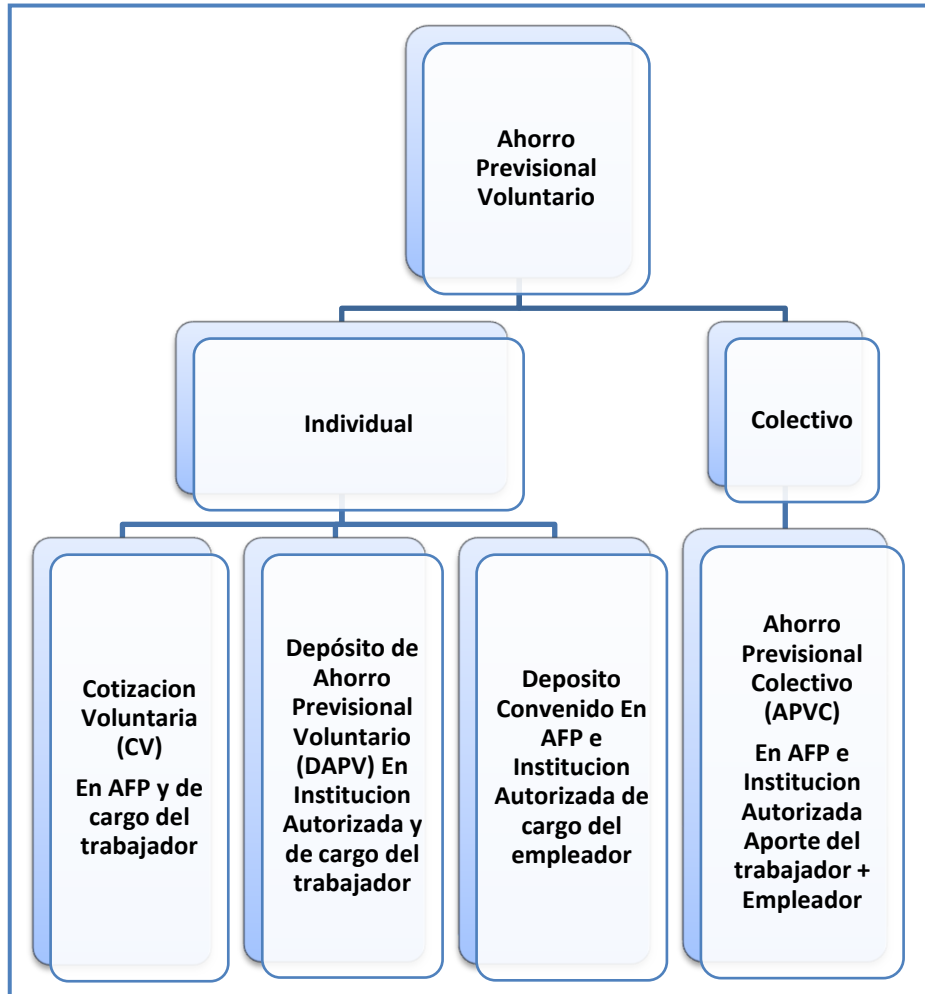 Ahorro
Previsional
Voluntario
Individual
Colectivo
Cotizacion
Voluntaria
(CV)
En AFP y de
cargo del
trabajador
Depósito de
Ahorro
Previsional
Voluntario
(DAPV) En
Institucion
Autorizada y
de cargo del
trabajador
Deposito
Convenido En
AFP e
Institucion
Autorizada de
cargo del
empleador
Ahorro
Previsional
Colectivo
(APVC)
En AFP e
Institucion
Autorizada
Aporte del
trabajador +
Empleador